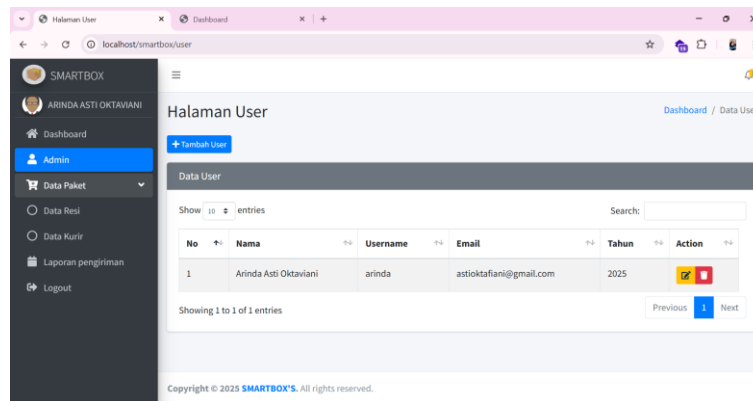 Halaman User
Dashboard
localhost/smartbox/user
SMARTBOX
ARINDA ASTI OKTAVIANI
Dashboard
Admin
Data Paket
Data Resi
Data Kurir
Laporan pengiriman
Logout
Halaman User
Dashboard / Data Use
Tambah User
Data User
Show 10 entries
Search:
No Nama Username Email Tahun Action
1 Arinda Asti Oktaviani arinda astioktafiani@gmail.com 2025
Showing 1 to 1 of 1 entries
Previous 1 Next
Copyright © 2025 SMARTBOX'S. All rights reserved.